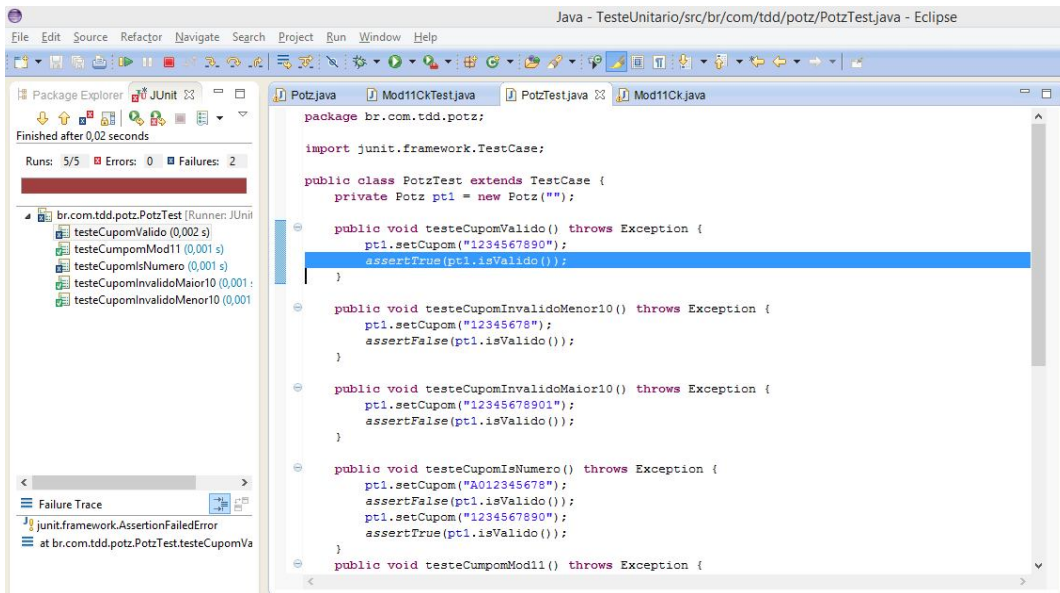 Java - TesteUnitario/src/br/com/tdd/potz/PotzTest.java - Eclipse
File Edit Source Refactor Navigate Search Project Run Window Help
Package Explorer JUnit
Finished after 0,02 seconds
Runs: 5/5 Errors: 0 Failures: 2
br.com.tdd.potz.PotzTest [Runner: JUnit
testeCupomValido (0,002 s)
testeCumpomMod11 (0,001 s)
testeCupomIsNumero (0,001 s)
testeCupomInvalidoMaior10 (0,001 s
testeCupomInvalidoMenor10 (0,001
Failure Trace
junit.framework.AssertionFailedError
at br.com.tdd.potz.PotzTest.testeCupomVa
Potz.java Mod11CkTest.java PotzTest.java Mod11Ck.java
package br.com.tdd.potz;
import junit.framework.TestCase;
public class PotzTest extends TestCase {
private Potz pt1 = new Potz("");
public void testeCupomValido() throws Exception {
pt1.setCupom("1234567890");
assertTrue(pt1.isValido());
}
public void testeCupomInvalidoMenor10() throws Exception {
pt1.setCupom("12345678");
assertFalse(pt1.isValido());
}
public void testeCupomInvalidoMaior10() throws Exception {
pt1.setCupom("12345678901");
assertFalse(pt1.isValido());
}
public void testeCupomIsNumero() throws Exception {
pt1.setCupom("A012345678");
assertFalse(pt1.isValido());
pt1.setCupom("1234567890");
assertTrue(pt1.isValido());
}
public void testeCumpomMod11() throws Exception {